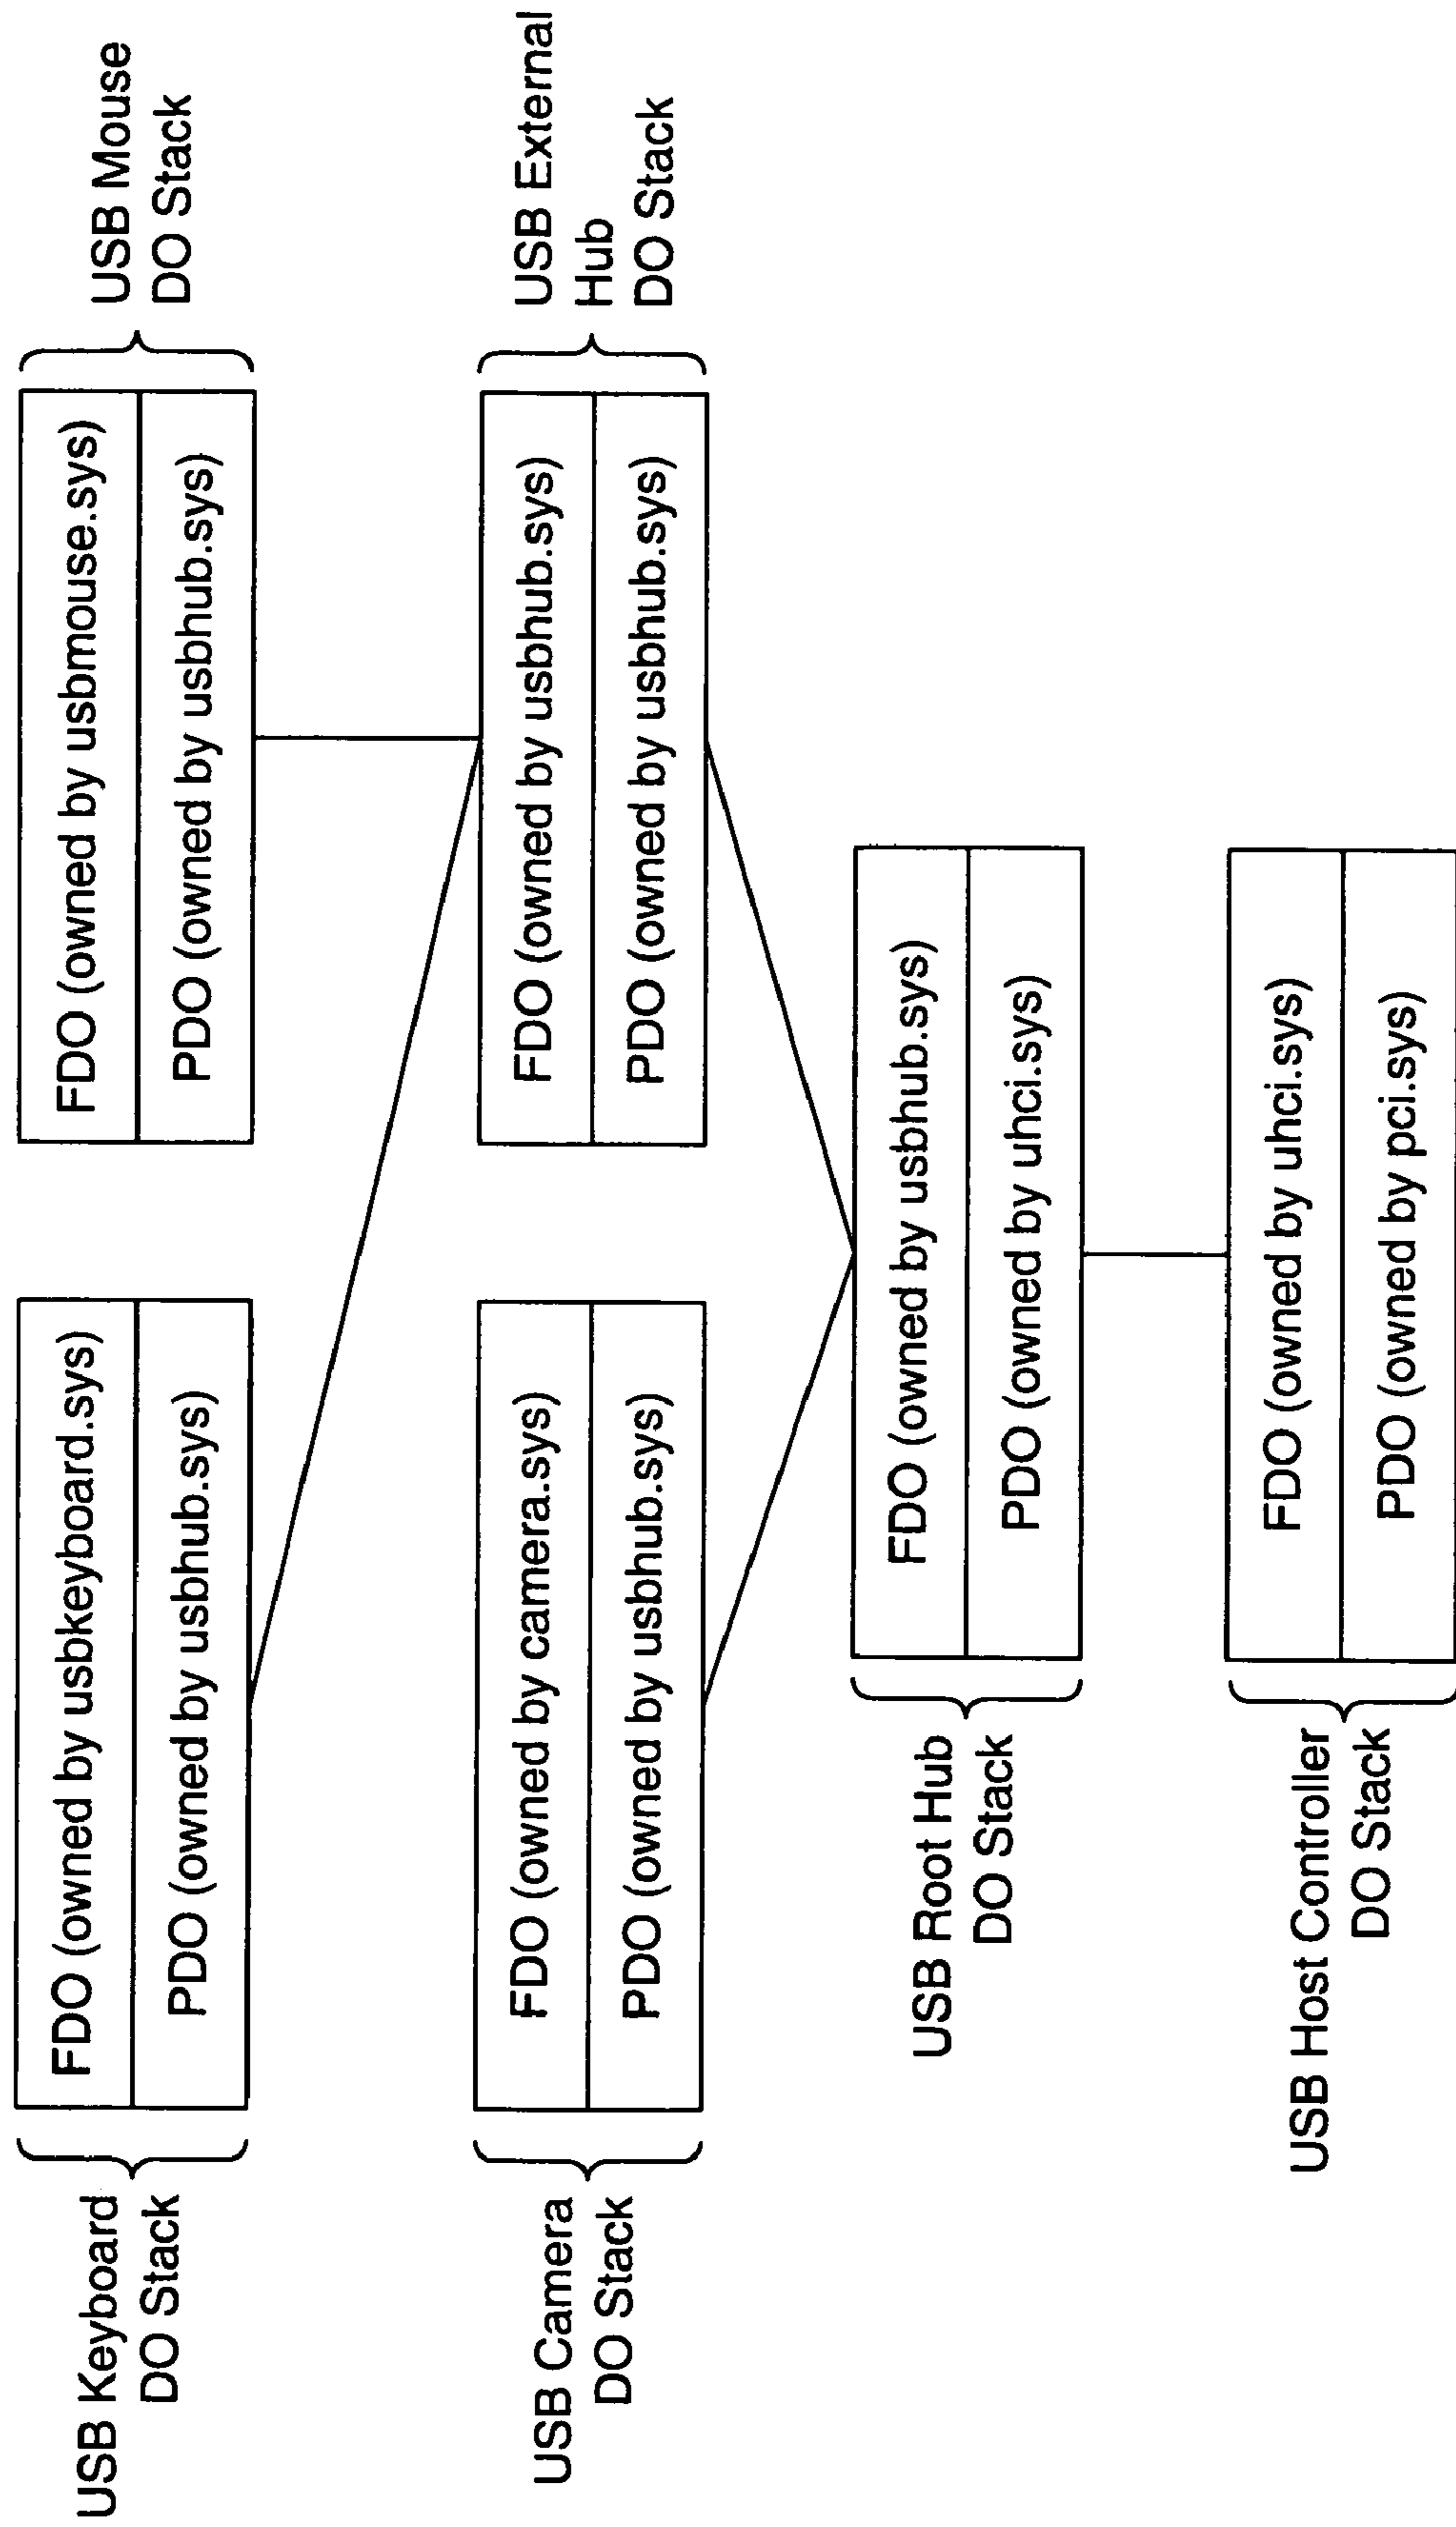 USB Keyboard
DO Stack
FDO (owned by usbkeyboard.sys)
PDO (owned by usbhub.sys)
FDO (owned by usbmouse.sys)
PDO (owned by usbhub.sys)
USB Mouse
DO Stack
USB Camera
DO Stack
FDO (owned by camera.sys)
PDO (owned by usbhub.sys)
FDO (owned by usbhub.sys)
PDO (owned by usbhub.sys)
USB External
Hub
DO Stack
USB Root Hub
DO Stack
FDO (owned by usbhub.sys)
PDO (owned by uhci.sys)
USB Host Controller
DO Stack
FDO (owned by uhci.sys)
PDO (owned by pci.sys)